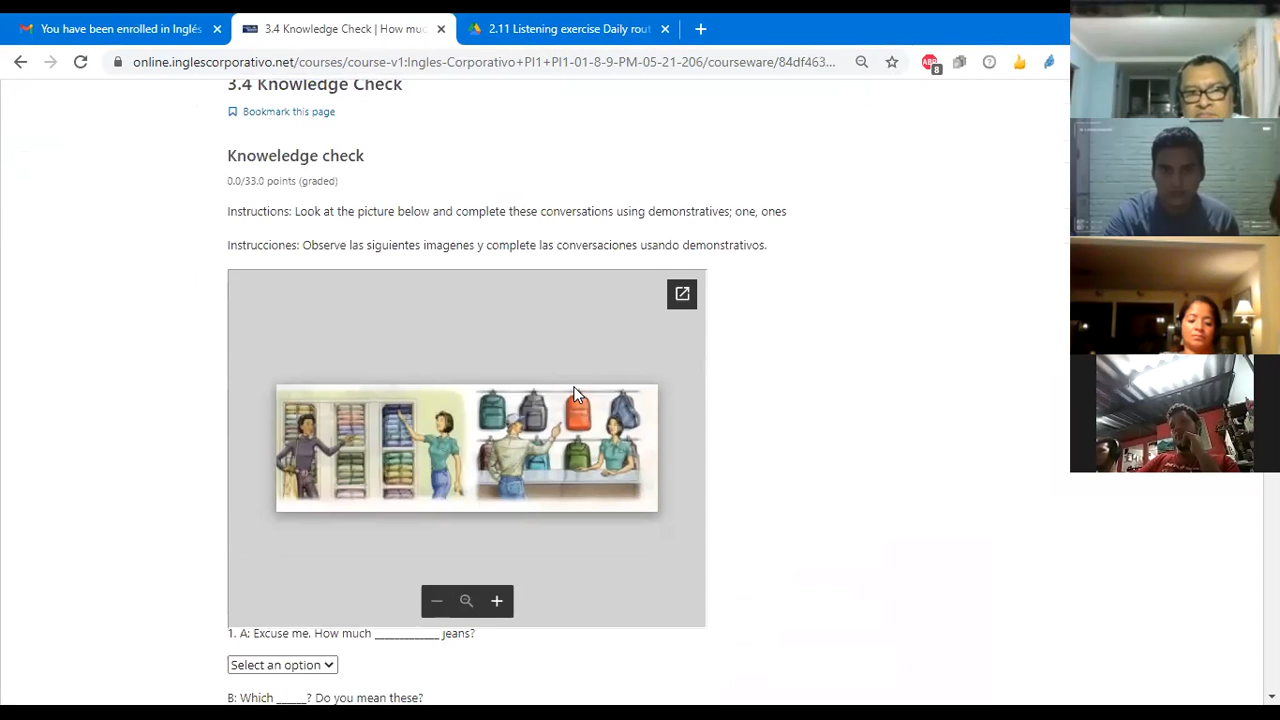 You have been enrolled in Inglés
3.4 Knowledge Check | How muc
2.11 Listening exercise Daily rout
online.inglescorporativo.net/courses/course-v1:Ingles-Corporativo+PI1+PI1-01-8-9-PM-05-21-206/courseware/84df463...
ABP
8
3.4 Knowledge Check
Bookmark this page
Knoweledge check
0.0/33.0 points (graded)
Instructions: Look at the picture below and complete these conversations using demonstratives; one, ones
Instrucciones: Observe las siguientes imagenes y complete las conversaciones usando demonstrativos.
1. A: Excuse me. How much ____________ jeans?
Select an option
B: Which ______? Do you mean these?